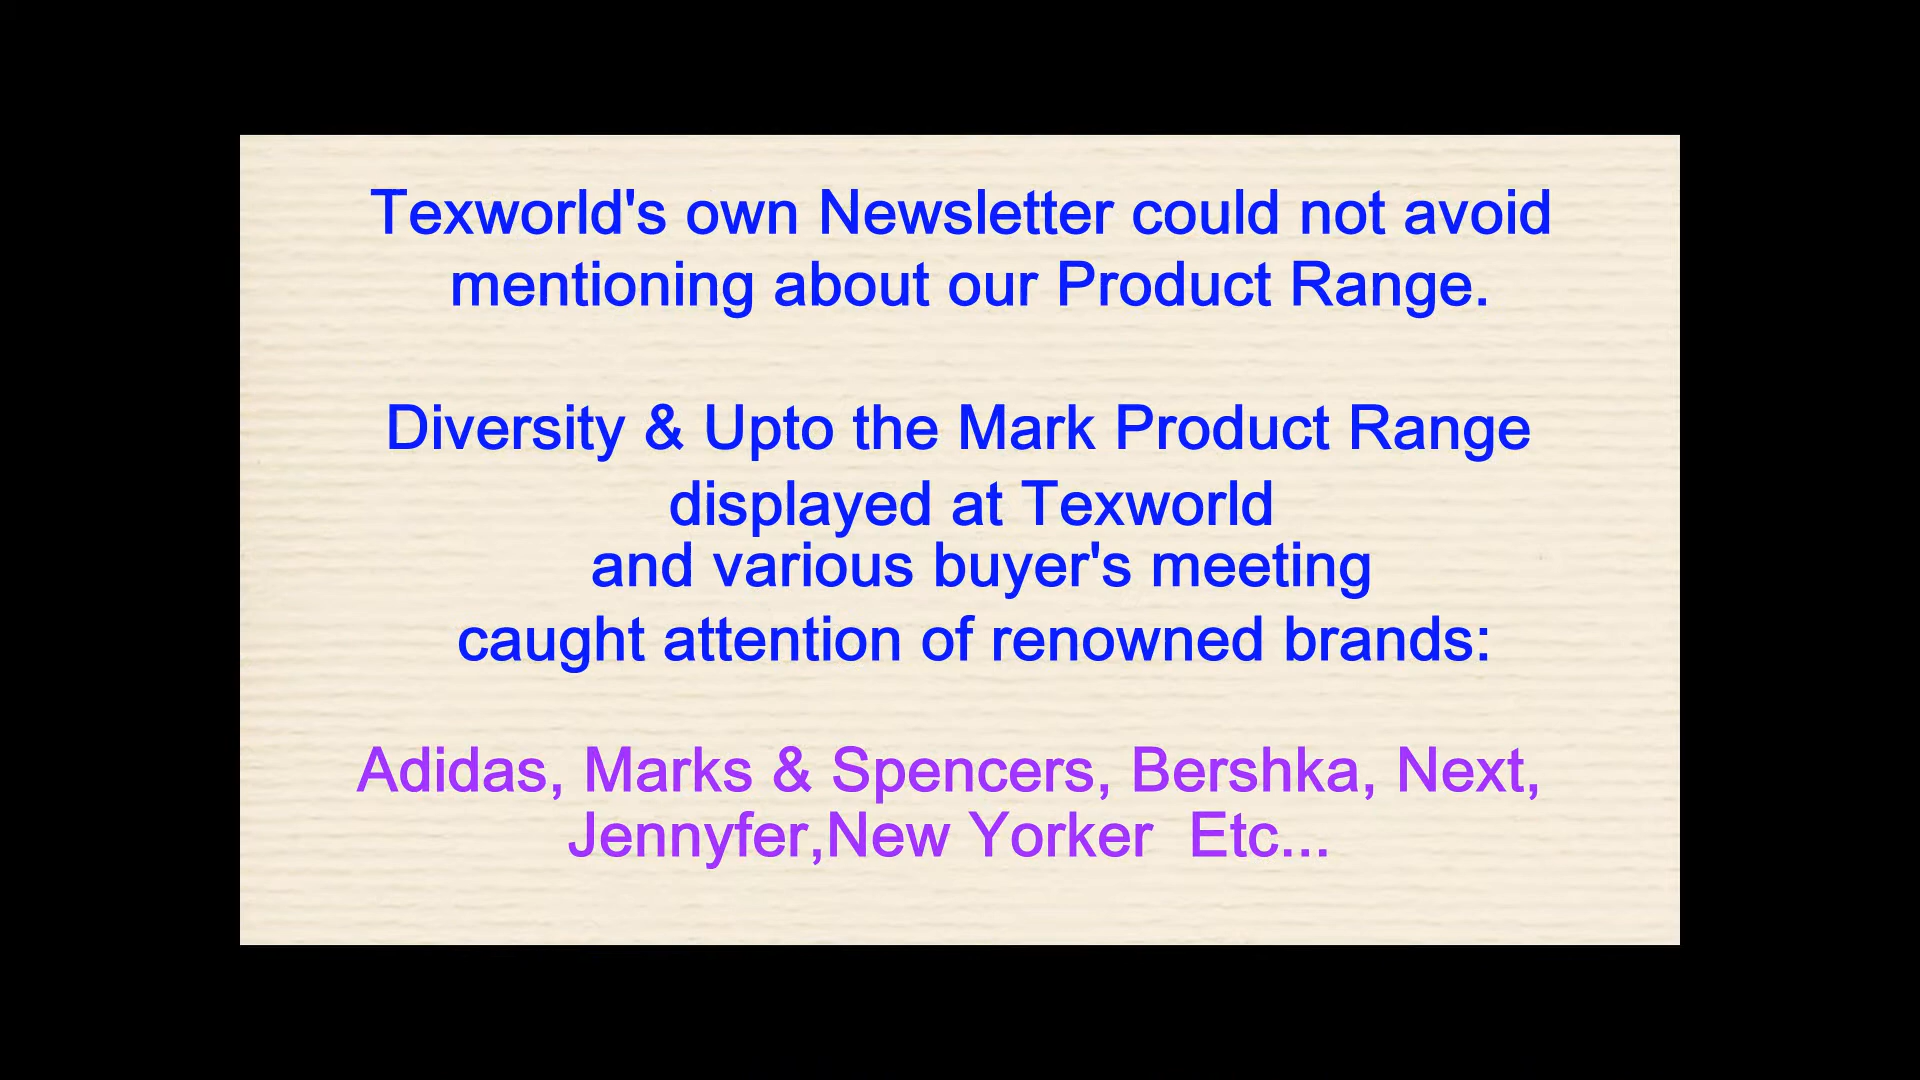 Texworld's own Newsletter could not avoid
mentioning about our Product Range.
Diversity & Upto the Mark Product Range
displayed at Texworld
and various buyer's meeting
caught attention of renowned brands:
Adidas, Marks & Spencers, Bershka, Next,
Jennyfer,New Yorker  Etc...